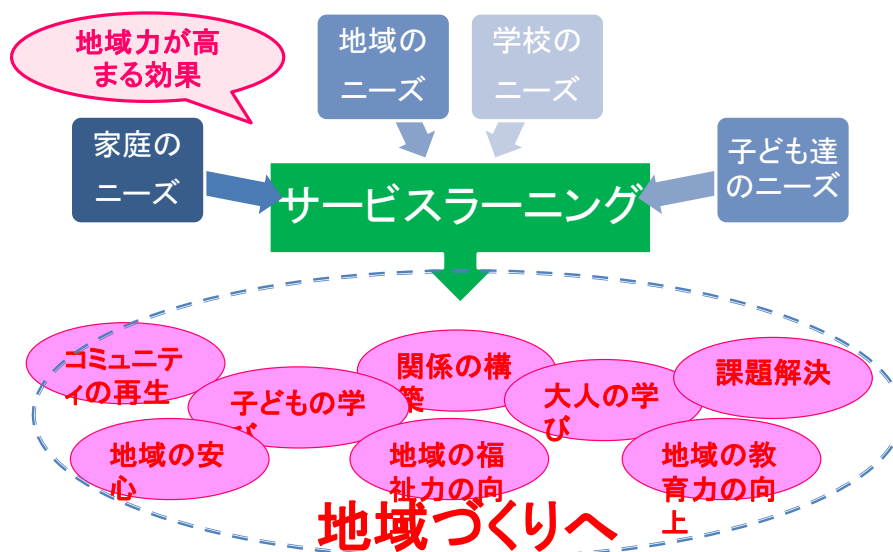 地域力が高
まる効果
地域の
ニーズ
学校の
ニーズ
家庭の
ニーズ
子ども達
のニーズ
サービスラーニング
コミュニテ
ィの再生
関係の構
築
課題解決
子どもの学
び
大人の学
び
地域の安
心
地域の福
祉力の向
地域の教
育力の向
上
地域づくりへ